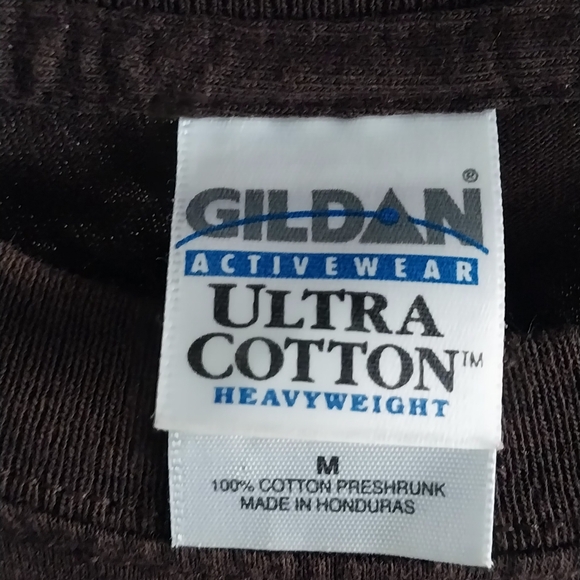 GILDAN®
ACTIVEWEAR
ULTRA
COTTON™
HEAVYWEIGHT
M
100% COTTON PRESHRUNK
MADE IN HONDURAS